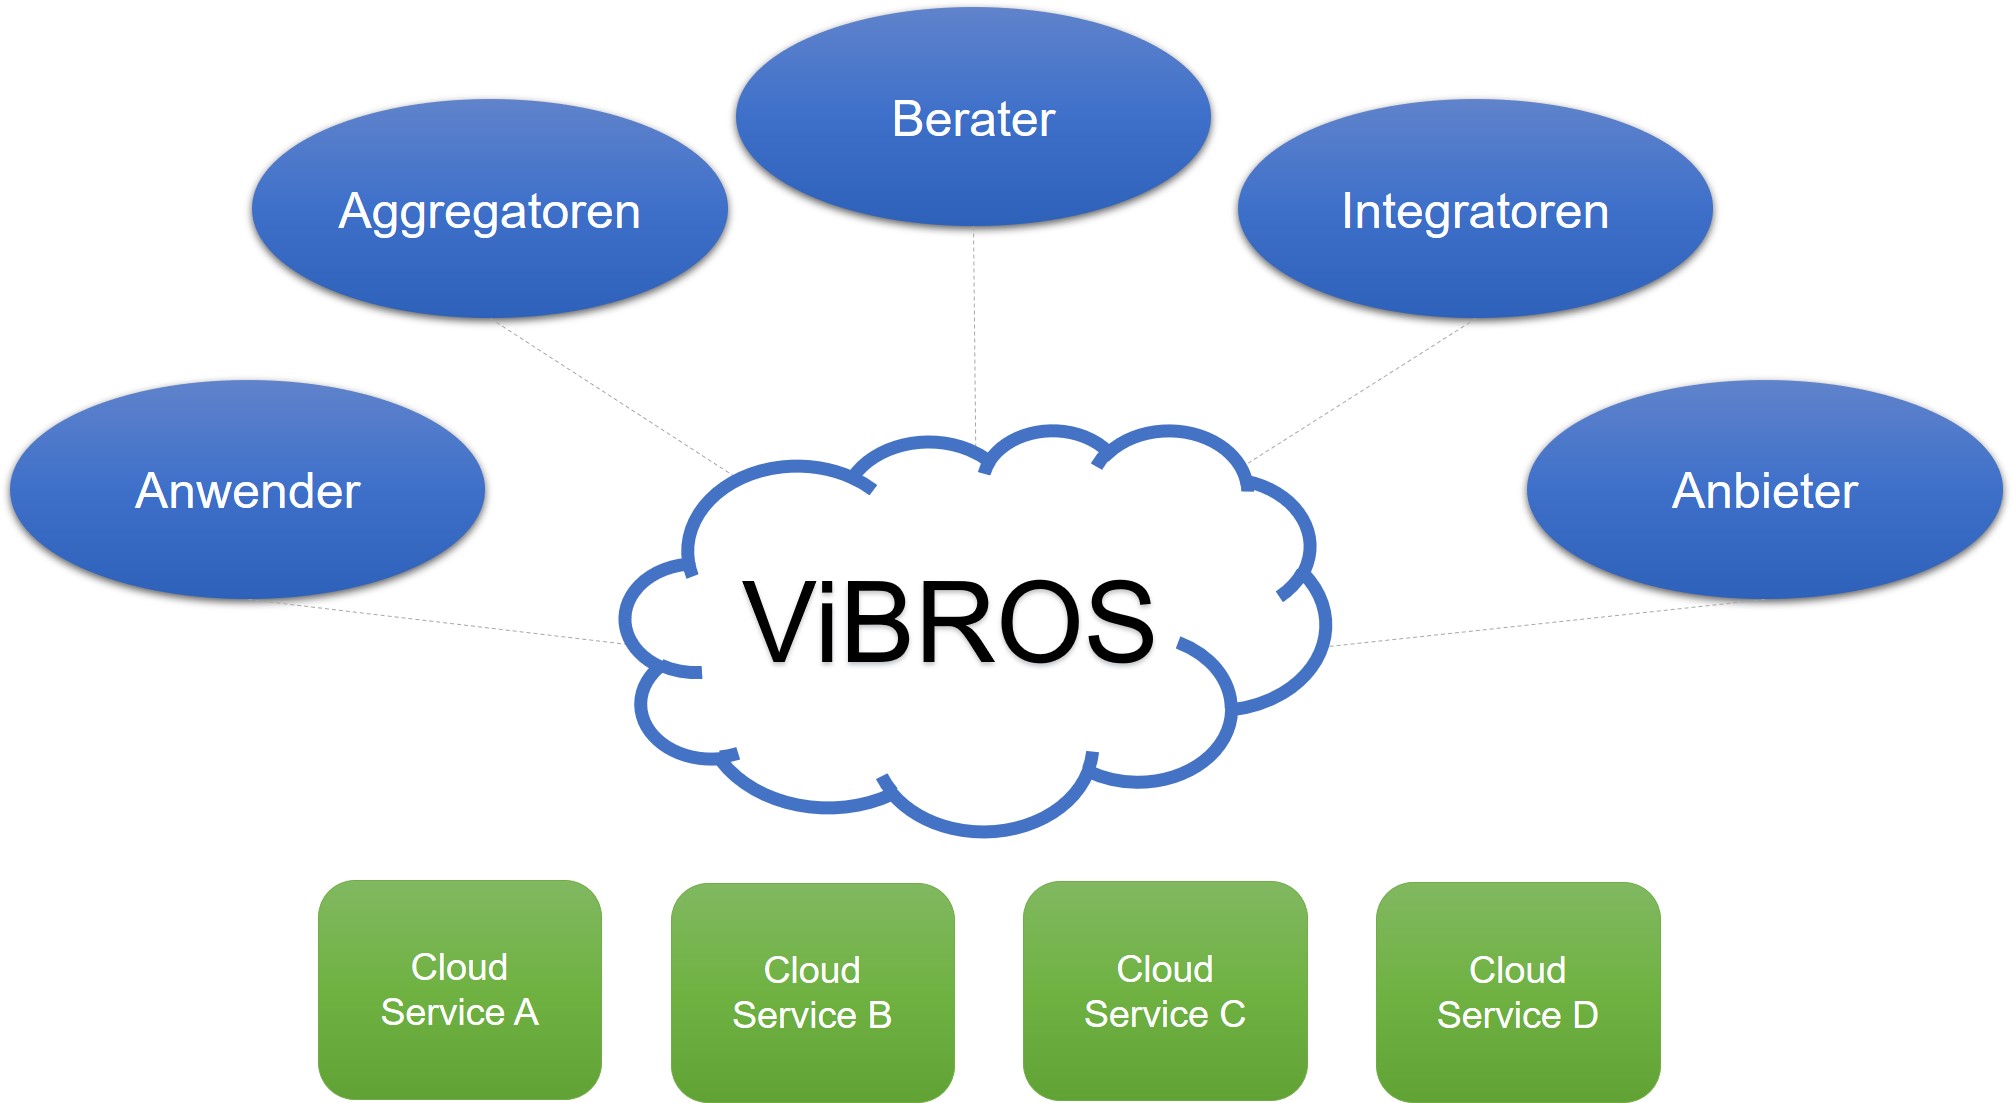 Berater
Aggregatoren
Integratoren
Anwender
Anbieter
ViBROS
Cloud
Service A
Cloud
Service B
Cloud
Service C
Cloud
Service D